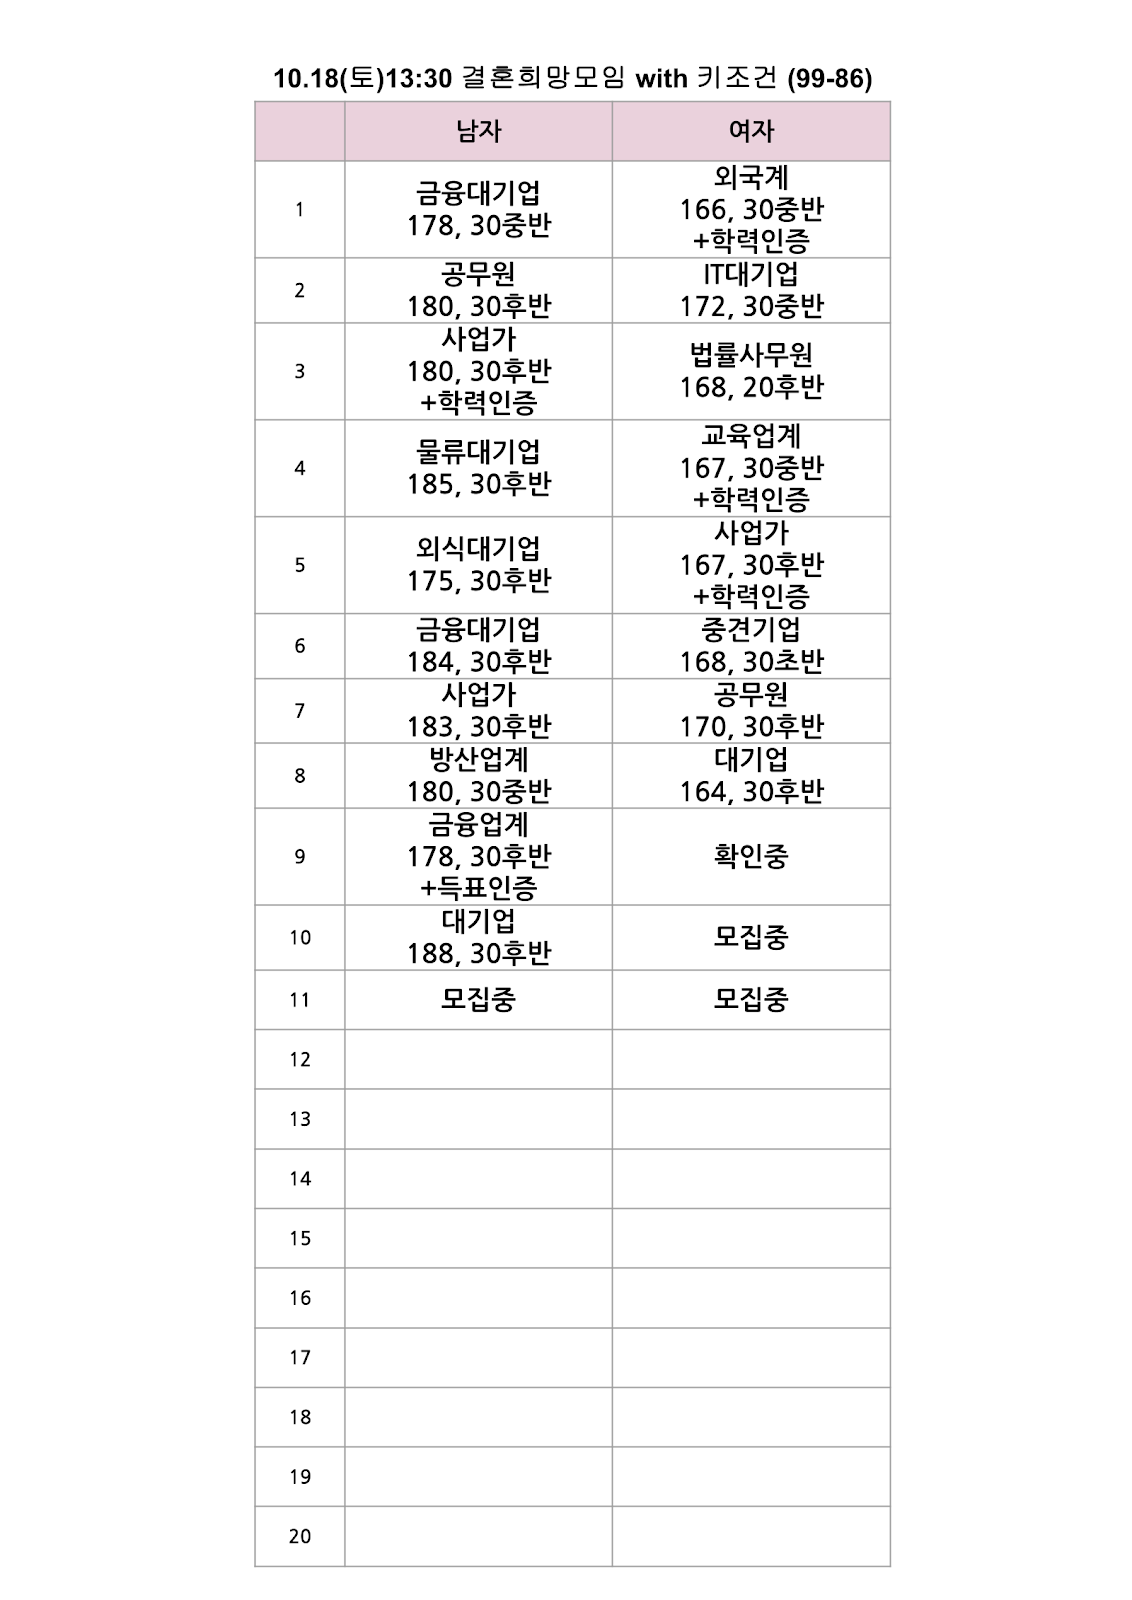 10.18(토)13:30 결혼희망모임 with 키조건 (99-86)
남자 여자
1 금융대기업 외국계
178, 30중반 166, 30중반
+학력인증
2 공무원 IT대기업
180, 30후반 172, 30중반
3 사업가 법률사무원
180, 30후반 168, 20후반
+학력인증
4 물류대기업 교육업계
185, 30후반 167, 30중반
+학력인증
5 외식대기업 사업가
175, 30후반 167, 30후반
+학력인증
6 금융대기업 중견기업
184, 30후반 168, 30초반
7 사업가 공무원
183, 30후반 170, 30후반
8 방산업계 대기업
180, 30중반 164, 30후반
9 금융업계 확인중
178, 30후반
+득표인증
10 대기업 모집중
188, 30후반
11 모집중 모집중
12
13
14
15
16
17
18
19
20